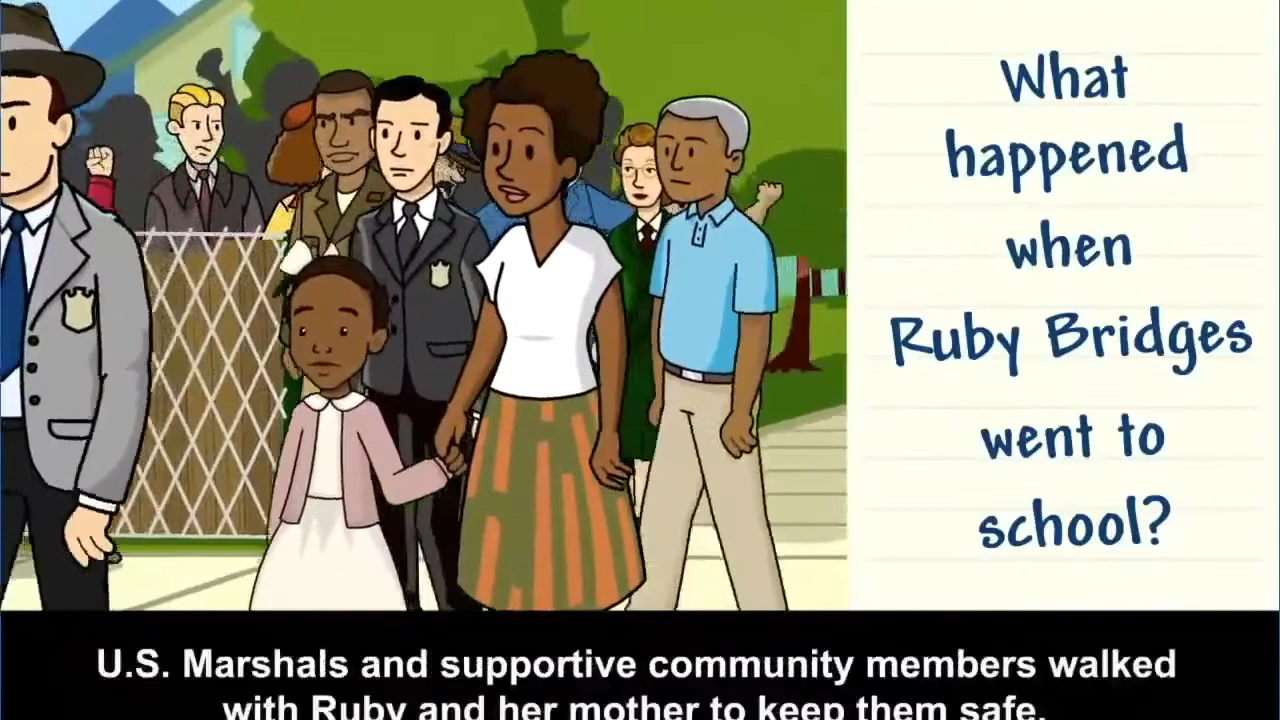 What
happened
when
Ruby Bridges
went to
school?
U.S. Marshals and supportive community members walked
with Ruby and her mother to keep them safe.